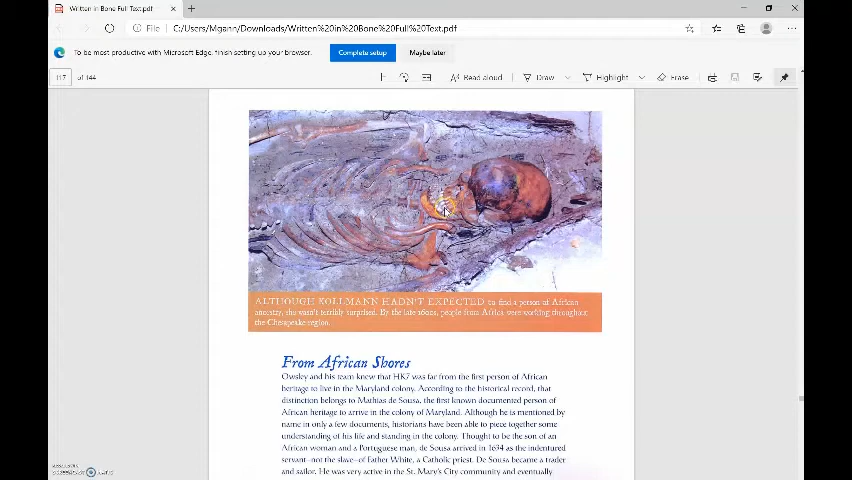 Written in Bone Full Text.pdf
File
C:/Users/Mgann/Downloads/Written%20in%20Bone%20Full%20Text.pdf
To be most productive with Microsoft Edge, finish setting up your browser.
Complete setup
Maybe later
117 of 144
Read aloud
Draw
Highlight
Erase
ALTHOUGH KOLLMANN HADN'T EXPECTED to find a person of African
ancestry, she wasn't terribly surprised. By the late 1600s, people from Africa were working throughout
the Chesapeake region.
From African Shores
Owsley and his team knew that HK7 was far from the first person of African
heritage to live in the Maryland colony. According to the historical record, that
distinction belongs to Mathias de Sousa, the first known documented person of
African heritage to arrive in the colony of Maryland. Although he is mentioned by
name in only a few documents, historians have been able to piece together some
understanding of his life and standing in the colony. Thought to be the son of an
African woman and a Portuguese man, de Sousa arrived in 1634 as the indentured
servant—not the slave—of Father White, a Catholic priest. De Sousa became a trader
and sailor. He was very active in the St. Mary's City community and eventually